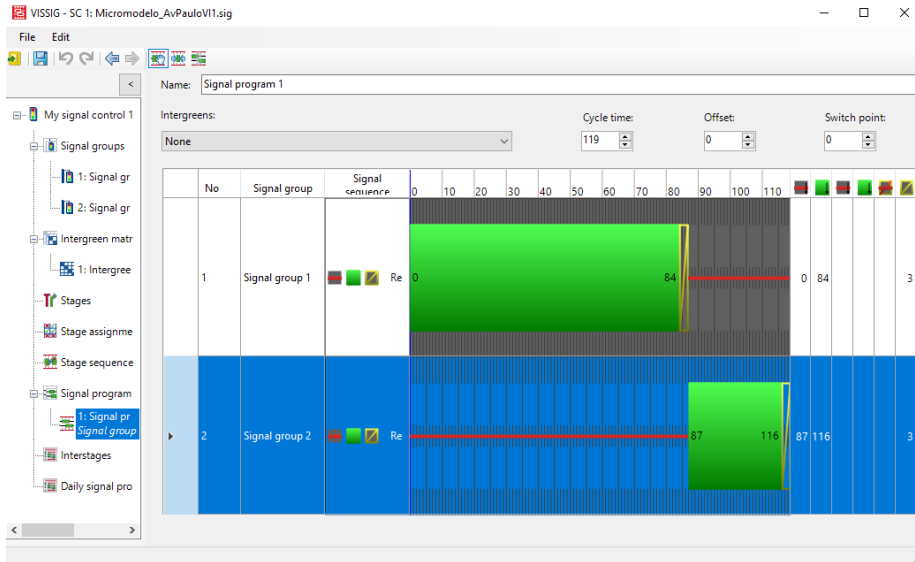 VISSIG - SC 1: Micromodelo_AvPauloVI1.sig
File Edit
<
Name: Signal program 1
My signal control 1
Signal groups
1: Signal gr
2: Signal gr
Intergreen matr
1: Intergree
Stages
Stage assignme
Stage sequence
Signal program
1: Signal pr
Signal group
Interstages
Daily signal pro
< >
Intergreens: Cycle time: Offset: Switch point:
None 119 0 0
No Signal group Signal sequence 0 10 20 30 40 50 60 70 80 90 100 110
1 Signal group 1 Re 0 84 0 84 3
2 Signal group 2 Re 87 116 87 116 3